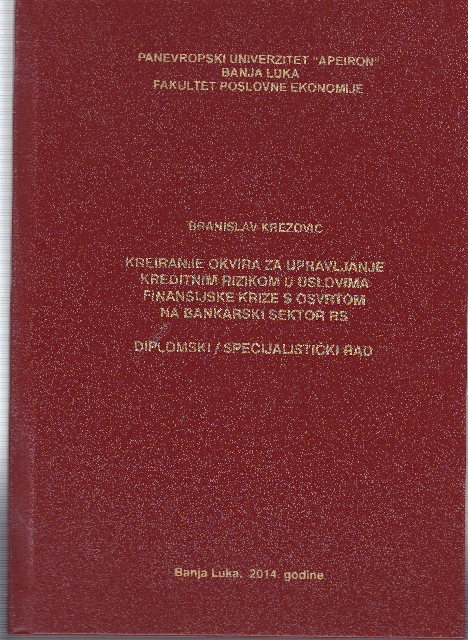 PANEVROPSKI UNIVERZITET "APEIRON"
BANJA LUKA
FAKULTET POSLOVNE EKONOMIJE
BRANISLAV KREZOVIĆ
KREIRANJE OKVIRA ZA UPRAVLJANJE
KREDITNIM RIZIKOM U USLOVIMA
FINANSIJSKE KRIZE S OSVRTOM
NA BANKARSKI SEKTOR RS
DIPLOMSKI / SPECIJALISTIČKI RAD
Banja Luka, 2014. godine